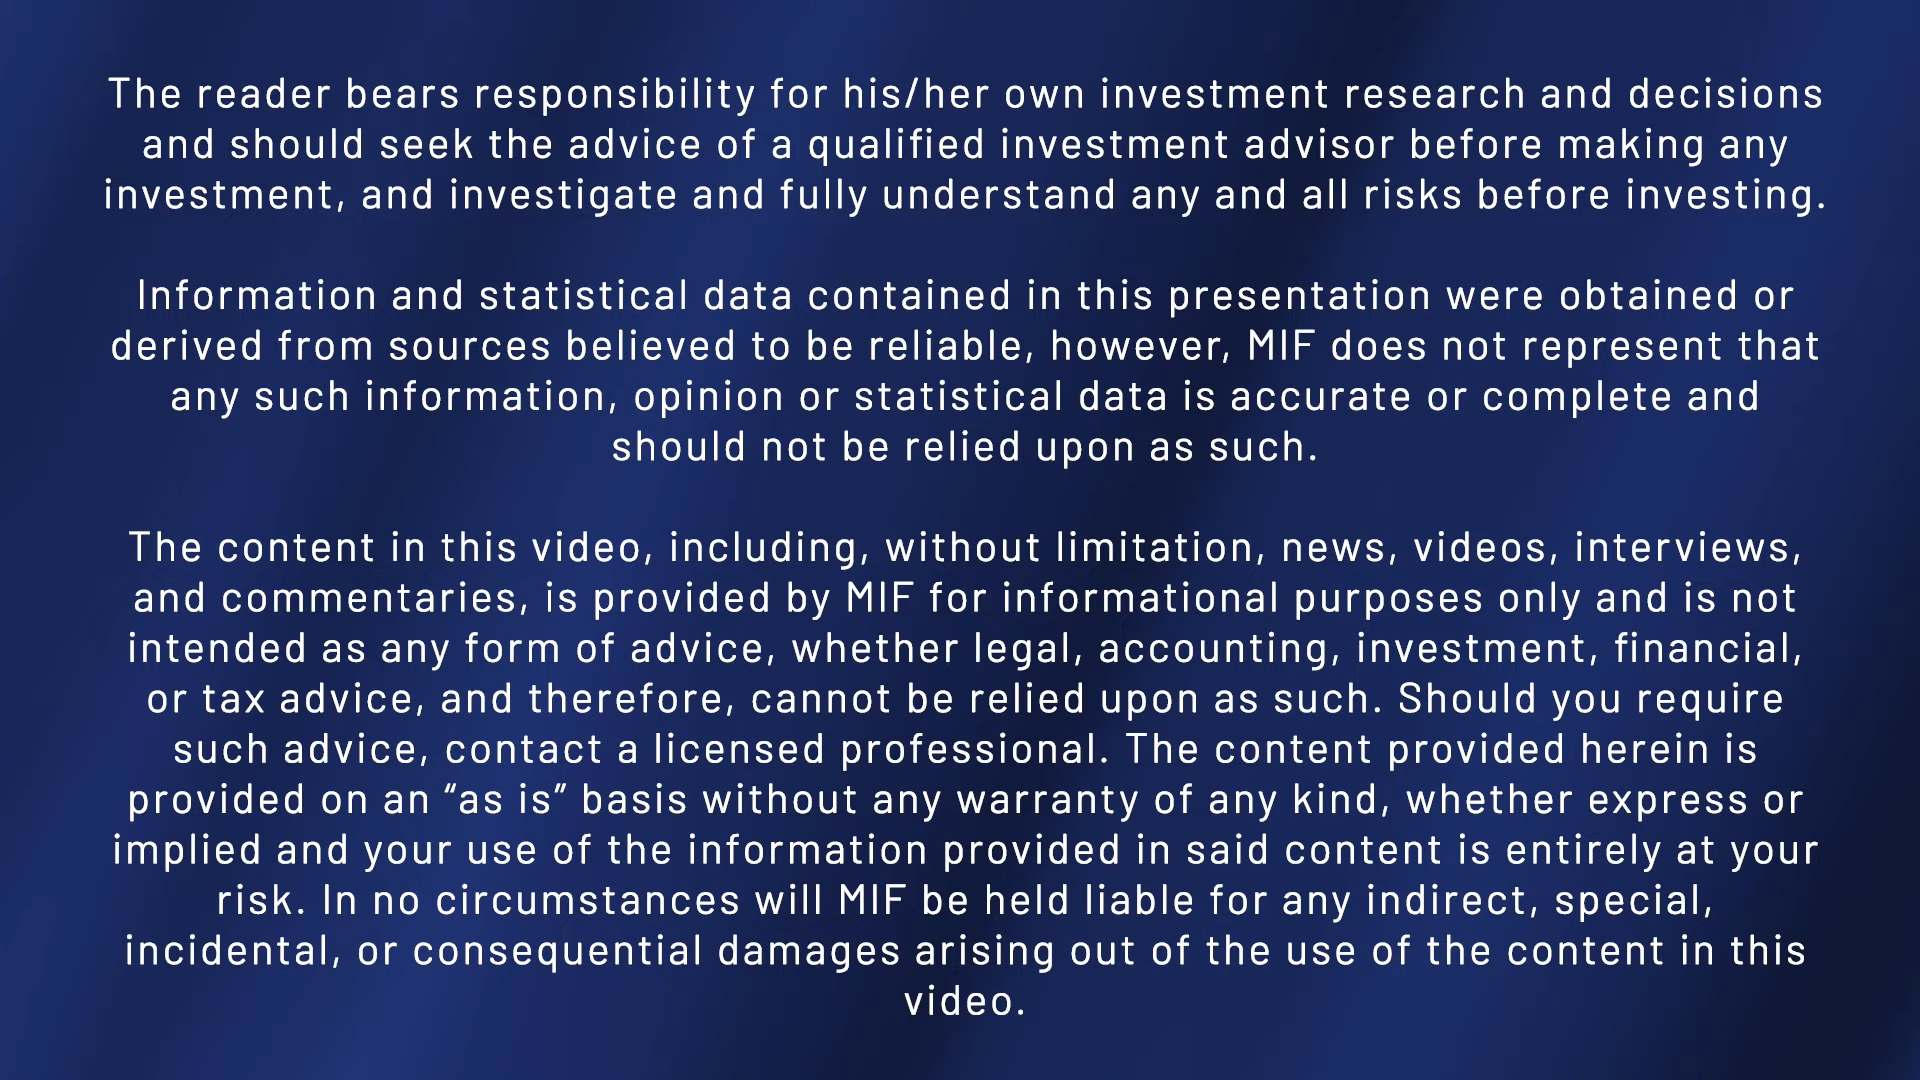 The reader bears responsibility for his/her own investment research and decisions
and should seek the advice of a qualified investment advisor before making any
investment, and investigate and fully understand any and all risks before investing.
Information and statistical data contained in this presentation were obtained or
derived from sources believed to be reliable, however, MIF does not represent that
any such information, opinion or statistical data is accurate or complete and
should not be relied upon as such.
The content in this video, including, without limitation, news, videos, interviews,
and commentaries, is provided by MIF for informational purposes only and is not
intended as any form of advice, whether legal, accounting, investment, financial,
or tax advice, and therefore, cannot be relied upon as such. Should you require
such advice, contact a licensed professional. The content provided herein is
provided on an “as is” basis without any warranty of any kind, whether express or
implied and your use of the information provided in said content is entirely at your
risk. In no circumstances will MIF be held liable for any indirect, special,
incidental, or consequential damages arising out of the use of the content in this
video.